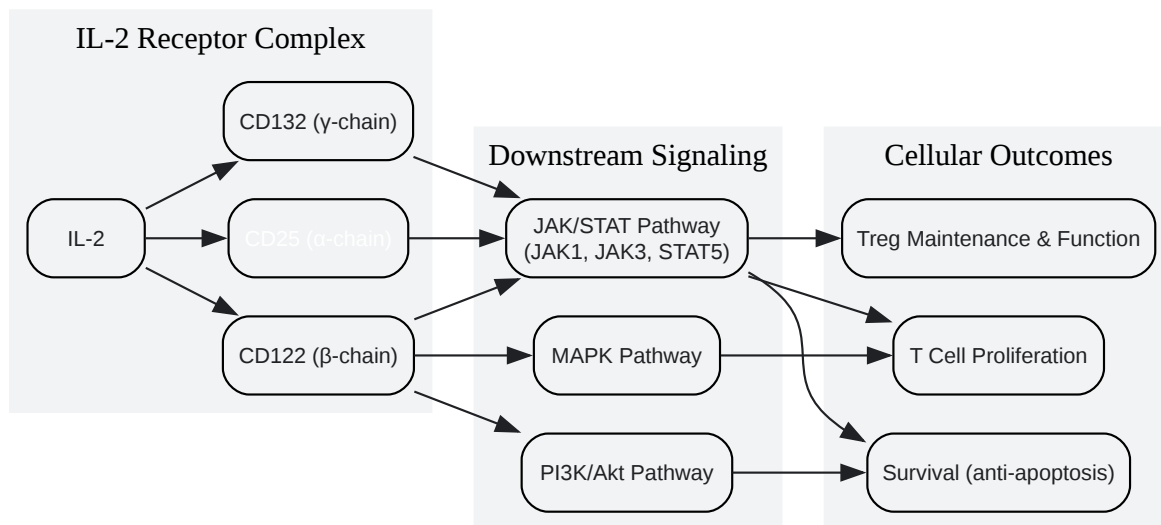 IL-2 Receptor Complex
CD132 (γ-chain)
IL-2
CD25 (α-chain)
CD122 (β-chain)
Downstream Signaling
JAK/STAT Pathway
(JAK1, JAK3, STAT5)
MAPK Pathway
PI3K/Akt Pathway
Cellular Outcomes
Treg Maintenance & Function
T Cell Proliferation
Survival (anti-apoptosis)